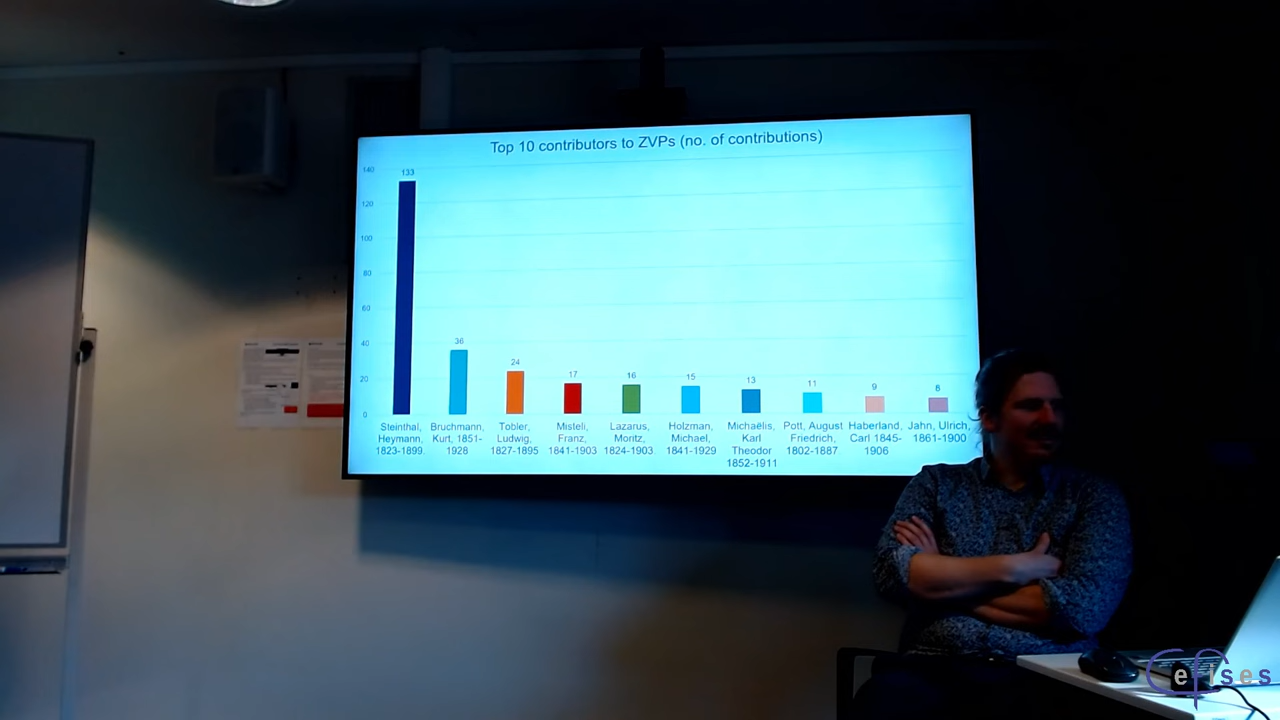 Top 10 contributors to ZVPs (no. of contributions)
140
120
100
80
60
40
20
0
133
36
24
17
16
15
13
11
9
8
Steinthal,
Heymann,
1823-1899.
Bruchmann,
Kurt, 1851-
1928
Tobler,
Ludwig,
1827-1895
Misteli,
Franz,
1841-1903
Lazarus,
Moritz,
1824-1903.
Holzman,
Michael,
1841-1929
Michaëlis,
Karl
Theodor
1852-1911
Pott, August
Friedrich,
1802-1887
Haberland,
Carl 1845-
1906
Jahn, Ulrich,
1861-1900
Cefises